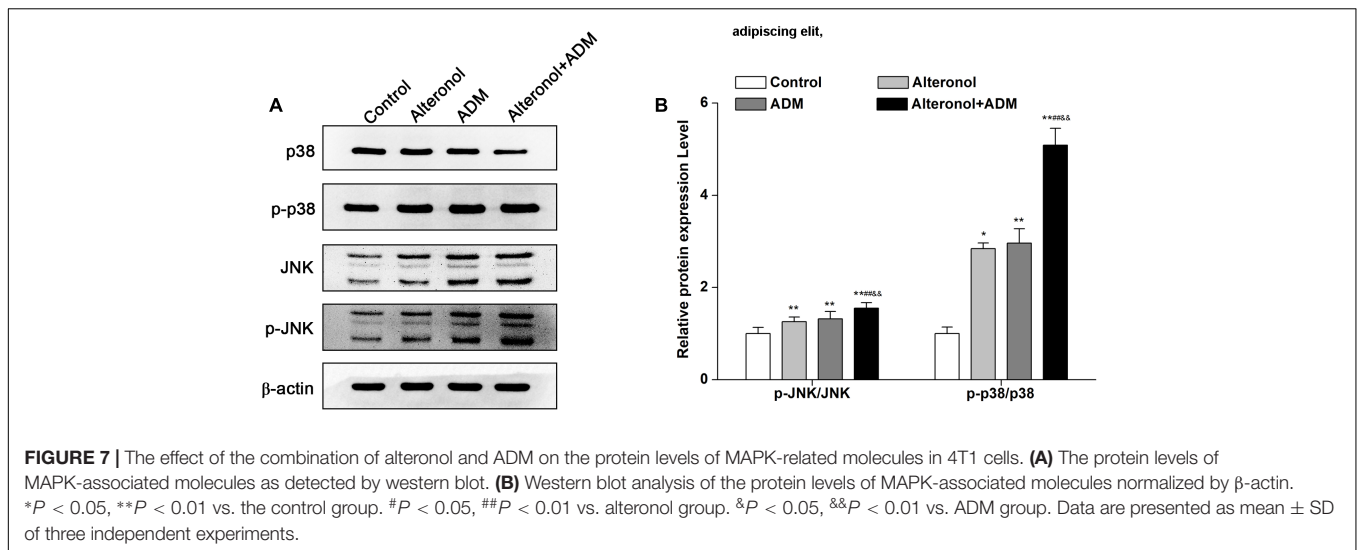 adipiscing elit,
A
Control
Alteronol
ADM
Alteronol+ADM
p38
p-p38
JNK
p-JNK
β-actin
B
Control
Alteronol
ADM
Alteronol+ADM
Relative protein expression Level
6
4
2
0
**
**
**##&&
*
**
**##&&
p-JNK/JNK
p-p38/p38
FIGURE 7 | The effect of the combination of alteronol and ADM on the protein levels of MAPK-related molecules in 4T1 cells. (A) The protein levels of
MAPK-associated molecules as detected by western blot. (B) Western blot analysis of the protein levels of MAPK-associated molecules normalized by β-actin.
*P < 0.05, **P < 0.01 vs. the control group. #P < 0.05, ##P < 0.01 vs. alteronol group. &P < 0.05, &&P < 0.01 vs. ADM group. Data are presented as mean ± SD
of three independent experiments.